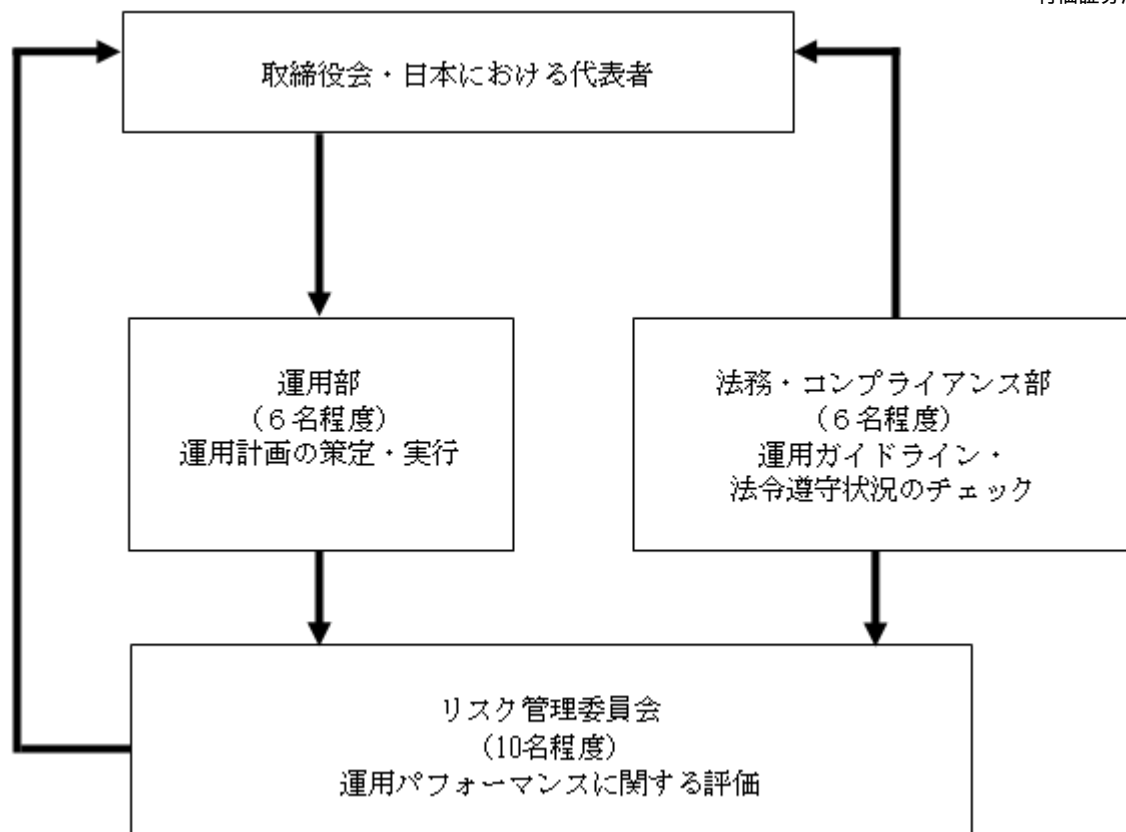 取締役会・日本における代表者
運用部
（６名程度）
運用計画の策定・実行
法務・コンプライアンス部
（６名程度）
運用ガイドライン・
法令遵守状況のチェック
リスク管理委員会
（10名程度）
運用パフォーマンスに関する評価